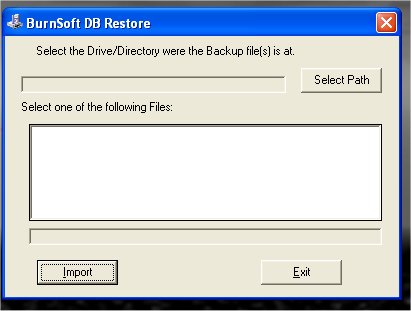 BurnSoft DB Restore
Select the Drive/Directory were the Backup file(s) is at.
Select Path
Select one of the following Files:
Import
Exit